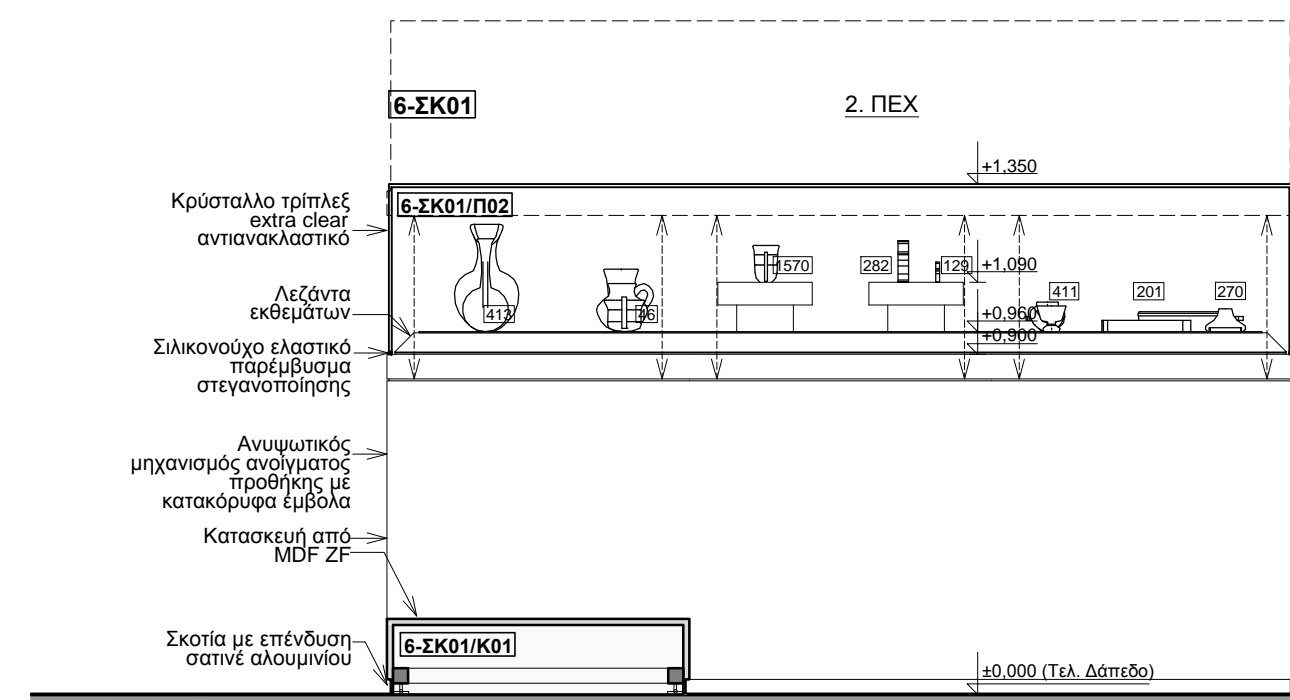 6-ΣΚ01
2. ΠΕΧ
+1,350
Κρύσταλλο τρίπλεξ
extra clear
αντιανακλαστικό
6-ΣΚ01/Π02
1570
282
129
+1,090
Λεζάντα
εκθεμάτων
413
46
+0,960
411
201
270
+0,900
Σιλικονούχο ελαστικό
παρέμβυσμα
στεγανοποίησης
Ανυψωτικός
μηχανισμός ανοίγματος
προθήκης με
κατακόρυφα έμβολα
Κατασκευή από
MDF ZF
Σκοτία με επένδυση
σατινέ αλουμινίου
6-ΣΚ01/Κ01
±0,000 (Τελ. Δάπεδο)